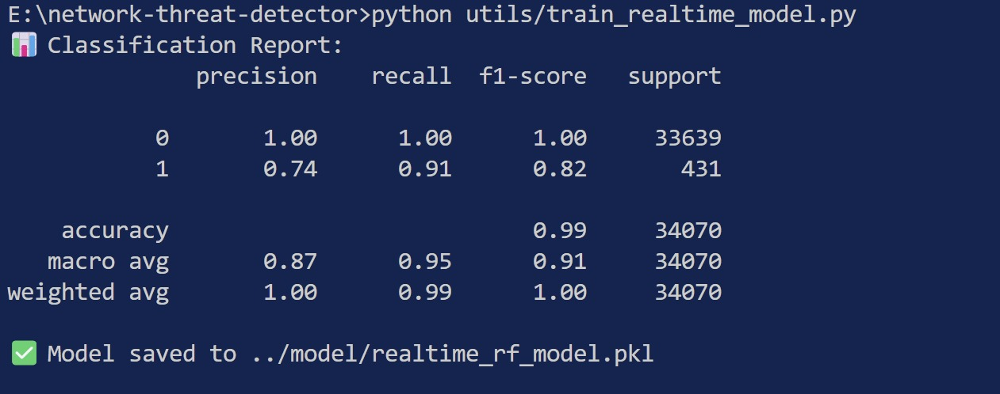 E:\network-threat-detector>python utils/train_realtime_model.py
📊 Classification Report:
precision recall f1-score support
0 1.00 1.00 1.00 33639
1 0.74 0.91 0.82 431
accuracy 0.99 34070
macro avg 0.87 0.95 0.91 34070
weighted avg 1.00 0.99 1.00 34070
✅ Model saved to ../model/realtime_rf_model.pkl